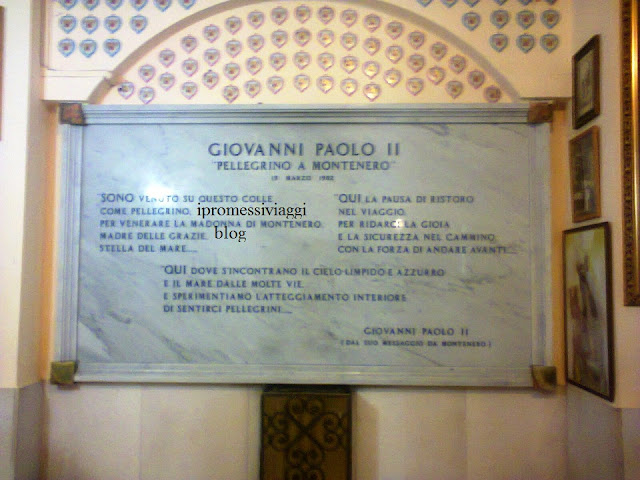 GIOVANNI PAOLO II
"PELLEGRINO A MONTENERO"
19 MARZO 1982
"SONO VENUTO SU QUESTO COLLE
COME PELLEGRINO,
PER VENERARE LA MADONNA DI MONTENERO,
MADRE DELLE GRAZIE,
STELLA DEL MARE....
ipromessiviaggi
blog
"QUI LA PAUSA DI RISTORO
NEL VIAGGIO,
PER RIDARCI LA GIOIA
E LA SICUREZZA NEL CAMMINO,
CON LA FORZA DI ANDARE AVANTI....
"QUI DOVE S'INCONTRANO IL CIELO LIMPIDO E AZZURRO
E IL MARE DALLE MOLTE VIE,
E SPERIMENTIAMO L'ATTEGGIAMENTO INTERIORE
DI SENTIRCI PELLEGRINI....
GIOVANNI PAOLO II
( DAL SUO MESSAGGIO DA MONTENERO )